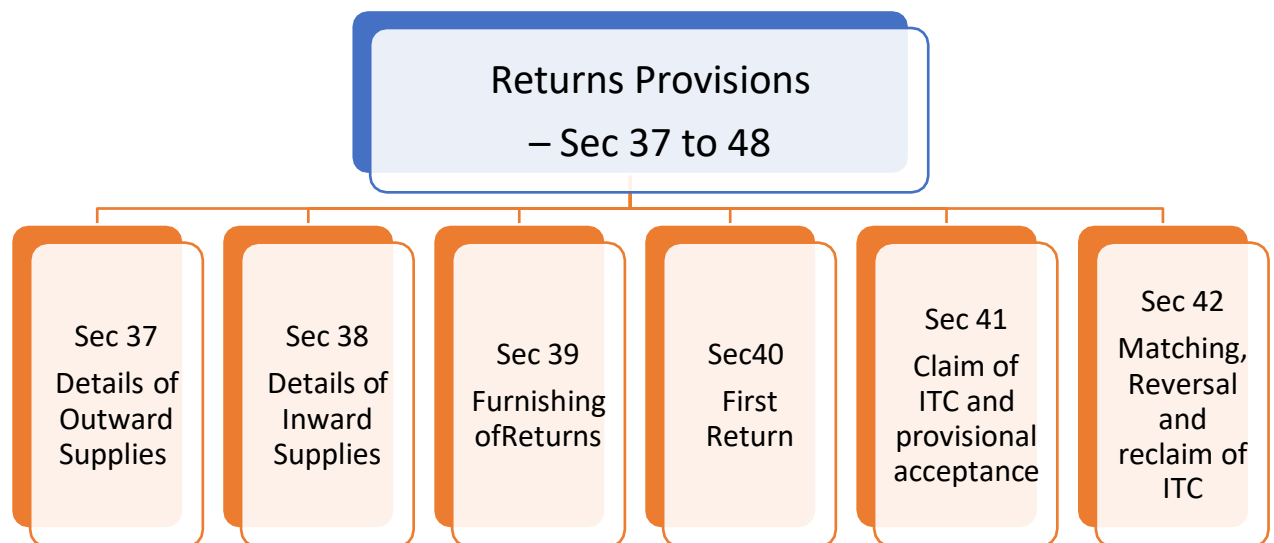 Returns Provisions
– Sec 37 to 48
Sec 37
Details of
Outward
Supplies
Sec 38
Details of
Inward
Supplies
Sec 39
Furnishing
ofReturns
Sec40
First
Return
Sec 41
Claim of
ITC and
provisional
acceptance
Sec 42
Matching,
Reversal
and
reclaim of
ITC